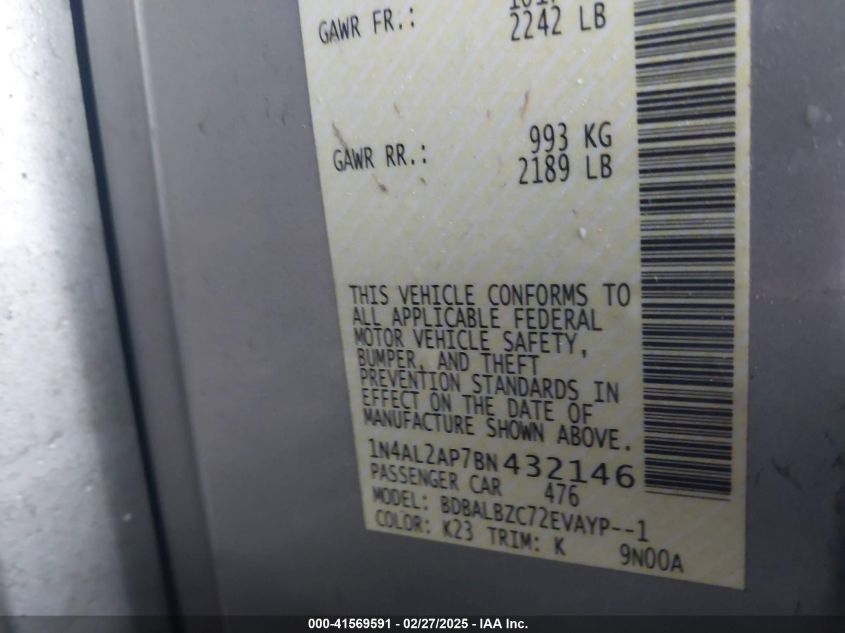 GAWR FR.:
2242 LB
993 KG
GAWR RR.:
2189 LB
THIS VEHICLE CONFORMS TO
ALL APPLICABLE FEDERAL
MOTOR VEHICLE SAFETY,
BUMPER, AND THEFT
PREVENTION STANDARDS IN
EFFECT ON THE DATE OF
MANUFACTURE SHOWN ABOVE.
1N4AL2AP7BN432146
PASSENGER CAR 476
MODEL: BDBALBZC72EVAYP--1
COLOR: K23 TRIM: K 9N00A
000-41569591 - 02/27/2025 - IAA Inc.